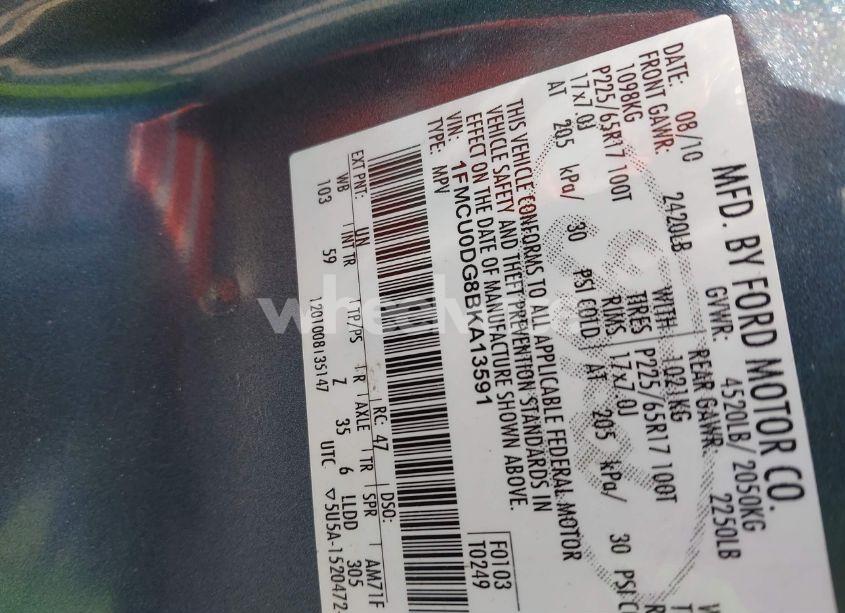 MFD. BY FORD MOTOR CO.
DATE: 08/10 GVWR: 4520LB/ 2050KG
FRONT GAWR: 2420LB REAR GAWR: 2250LB
1098KG WITH 1021KG
P225/65R17 100T TIRES P225/65R17 100T
17x7.0J RIMS 17x7.0J
AT 205 kPa/ 30 PSI COLD AT 205 kPa/ 30 PSI
THIS VEHICLE CONFORMS TO ALL APPLICABLE FEDERAL MOTOR
VEHICLE SAFETY AND THEFT PREVENTION STANDARDS IN
EFFECT ON THE DATE OF MANUFACTURE SHOWN ABOVE.
VIN: 1FMCU0DG8BKA13591 F0103
TYPE: MPV T0249
EXT PNT: UN RC: 47 DSO:
WB INT TR TP/PS R AXLE TR SPR AM71F
103 59 Z 35 6 LLDD 305
1201008135147 UTC ▽5U5A-1520472-